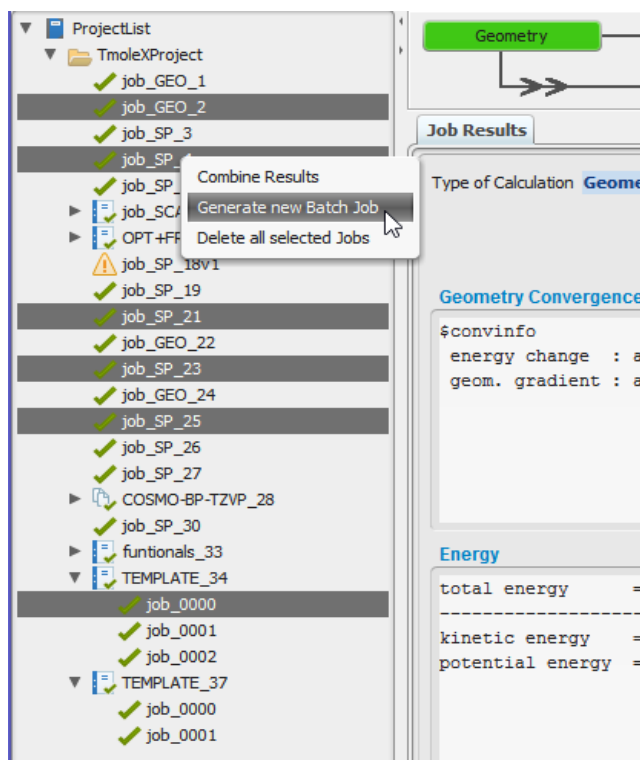 ProjectList
TmoleXProject
job_GEO_1
job_GEO_2
job_SP_3
job_SP_
job_SP_
job_SCA
OPT+FR
job_SP_18v1
job_SP_19
job_SP_21
job_GEO_22
job_SP_23
job_GEO_24
job_SP_25
job_SP_26
job_SP_27
COSMO-BP-TZVP_28
job_SP_30
funtionals_33
TEMPLATE_34
job_0000
job_0001
job_0002
TEMPLATE_37
job_0000
job_0001
Combine Results
Generate new Batch Job
Delete all selected Jobs
Geometry
Job Results
Type of Calculation Geome
Geometry Convergence
$convinfo
energy change : a
geom. gradient : a
Energy
total energy =
--------------------
kinetic energy =
potential energy =